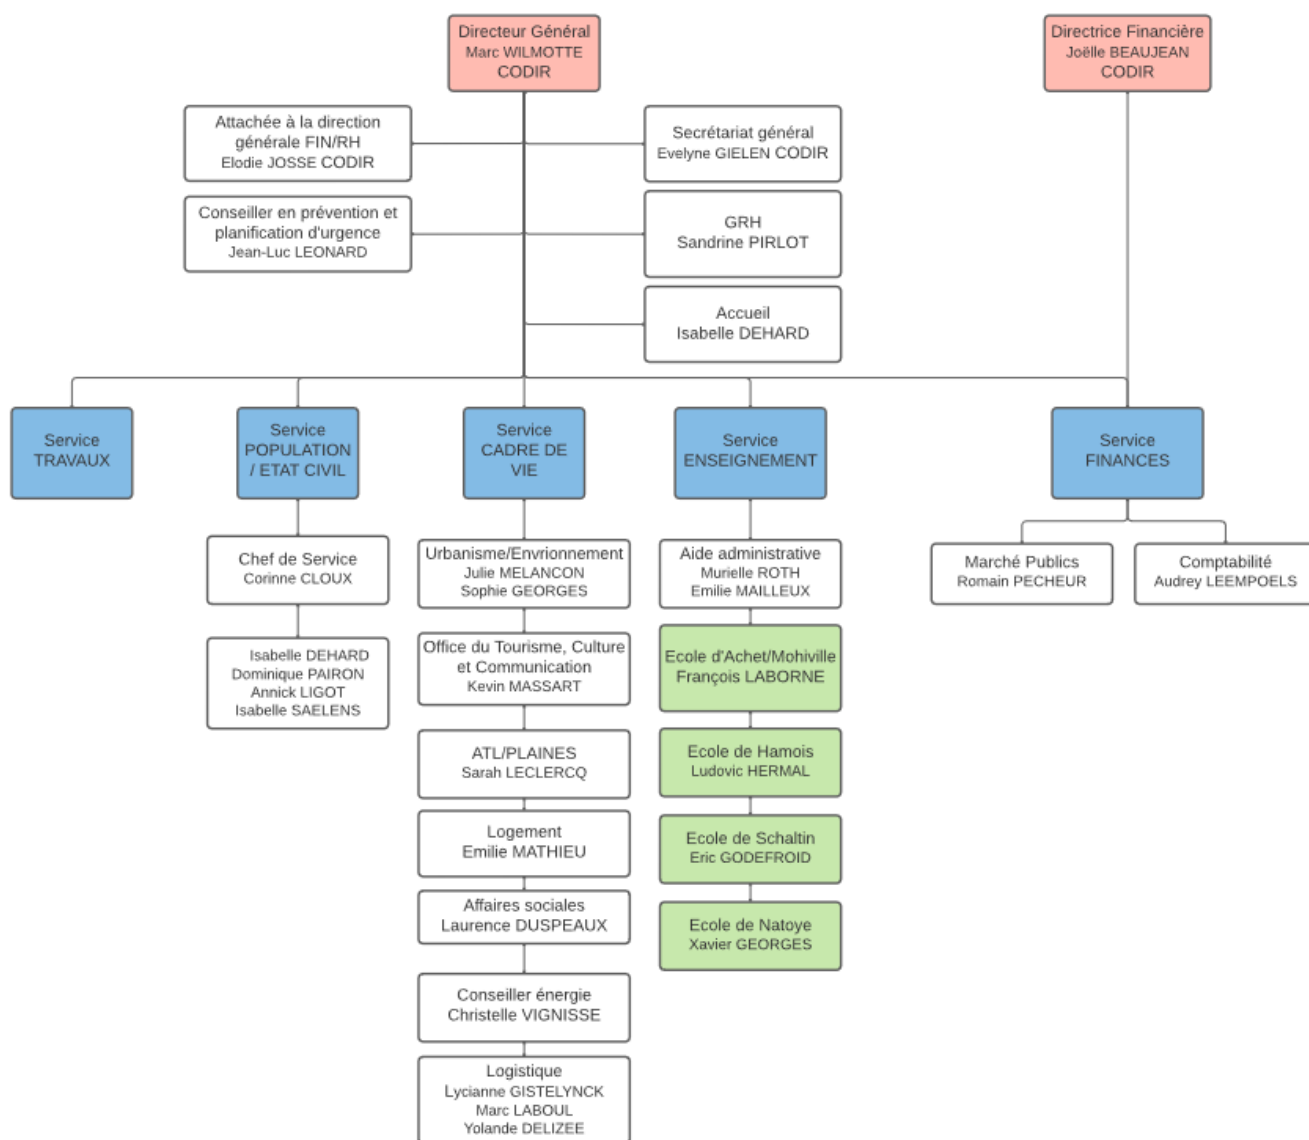 Directeur Général
Marc WILMOTTE
CODIR
Directrice Financière
Joëlle BEAUJEAN
CODIR
Attachée à la direction
générale FIN/RH
Elodie JOSSE CODIR
Secrétariat général
Evelyne GIELEN CODIR
Conseiller en prévention et
planification d'urgence
Jean-Luc LEONARD
GRH
Sandrine PIRLOT
Accueil
Isabelle DEHARD
Service
TRAVAUX
Service
POPULATION
/ ETAT CIVIL
Service
CADRE DE
VIE
Service
ENSEIGNEMENT
Service
FINANCES
Chef de Service
Corinne CLOUX
Isabelle DEHARD
Dominique PAIRON
Annick LIGOT
Isabelle SAELENS
Urbanisme/Envrionnement
Julie MELANCON
Sophie GEORGES
Office du Tourisme, Culture
et Communication
Kevin MASSART
ATL/PLAINES
Sarah LECLERCQ
Logement
Emilie MATHIEU
Affaires sociales
Laurence DUSPEAUX
Conseiller énergie
Christelle VIGNISSE
Logistique
Lycianne GISTELYNCK
Marc LABOUL
Yolande DELIZEE
Aide administrative
Murielle ROTH
Emilie MAILLEUX
Ecole d'Achet/Mohiville
François LABORNE
Ecole de Hamois
Ludovic HERMAL
Ecole de Schaltin
Eric GODEFROID
Ecole de Natoye
Xavier GEORGES
Marché Publics
Romain PECHEUR
Comptabilité
Audrey LEEMPOELS